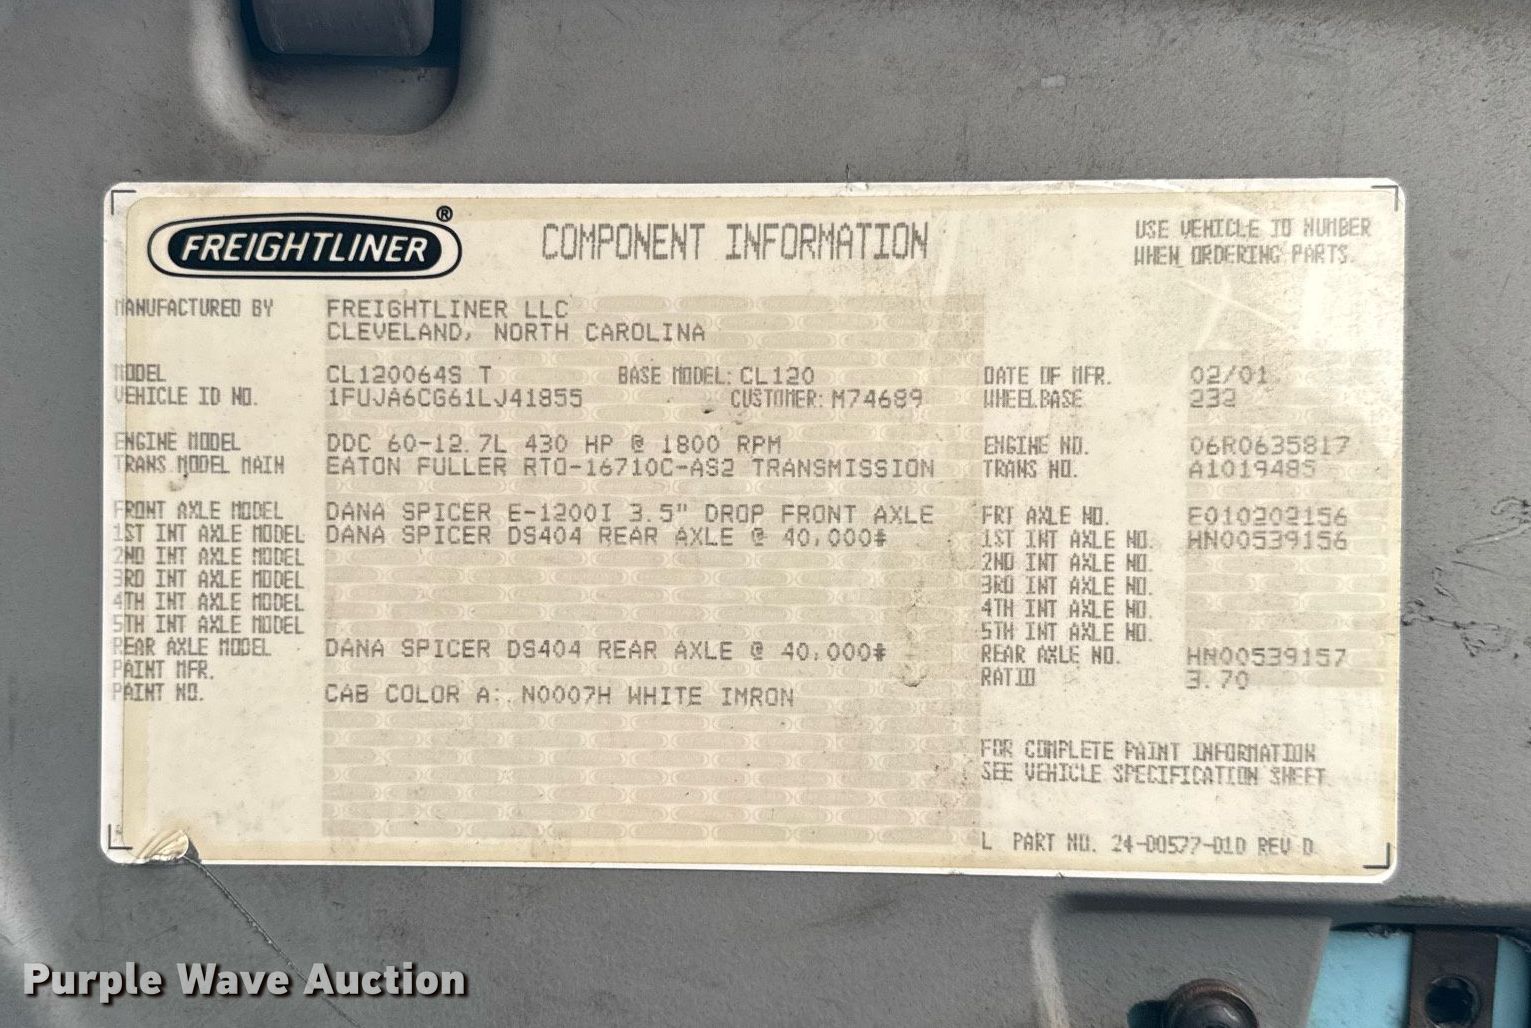 FREIGHTLINER ®
COMPONENT INFORMATION
USE VEHICLE ID NUMBER
WHEN ORDERING PARTS.
MANUFACTURED BY FREIGHTLINER LLC
CLEVELAND, NORTH CAROLINA
MODEL CL120064S T BASE MODEL: CL120 DATE OF MFR. 02/01
VEHICLE ID NO. 1FUJA6CG61LJ41855 CUSTOMER: M74689 WHEELBASE 232
ENGINE MODEL DDC 60-12.7L 430 HP @ 1800 RPM ENGINE NO. 06R0635817
TRANS MODEL MAIN EATON FULLER RTO-16710C-AS2 TRANSMISSION TRANS NO. A1019485
FRONT AXLE MODEL DANA SPICER E-1200I 3.5" DROP FRONT AXLE FRT AXLE NO. E010202156
1ST INT AXLE MODEL DANA SPICER DS404 REAR AXLE @ 40,000# 1ST INT AXLE NO. HN00539156
2ND INT AXLE MODEL 2ND INT AXLE NO.
3RD INT AXLE MODEL 3RD INT AXLE NO.
4TH INT AXLE MODEL 4TH INT AXLE NO.
5TH INT AXLE MODEL 5TH INT AXLE NO.
REAR AXLE MODEL DANA SPICER DS404 REAR AXLE @ 40,000# REAR AXLE NO. HN00539157
PAINT MFR. RATIO 3.70
PAINT NO. CAB COLOR A: N0007H WHITE IMRON
FOR COMPLETE PAINT INFORMATION
SEE VEHICLE SPECIFICATION SHEET
L PART NO. 24-00577-010 REV D
Purple Wave Auction